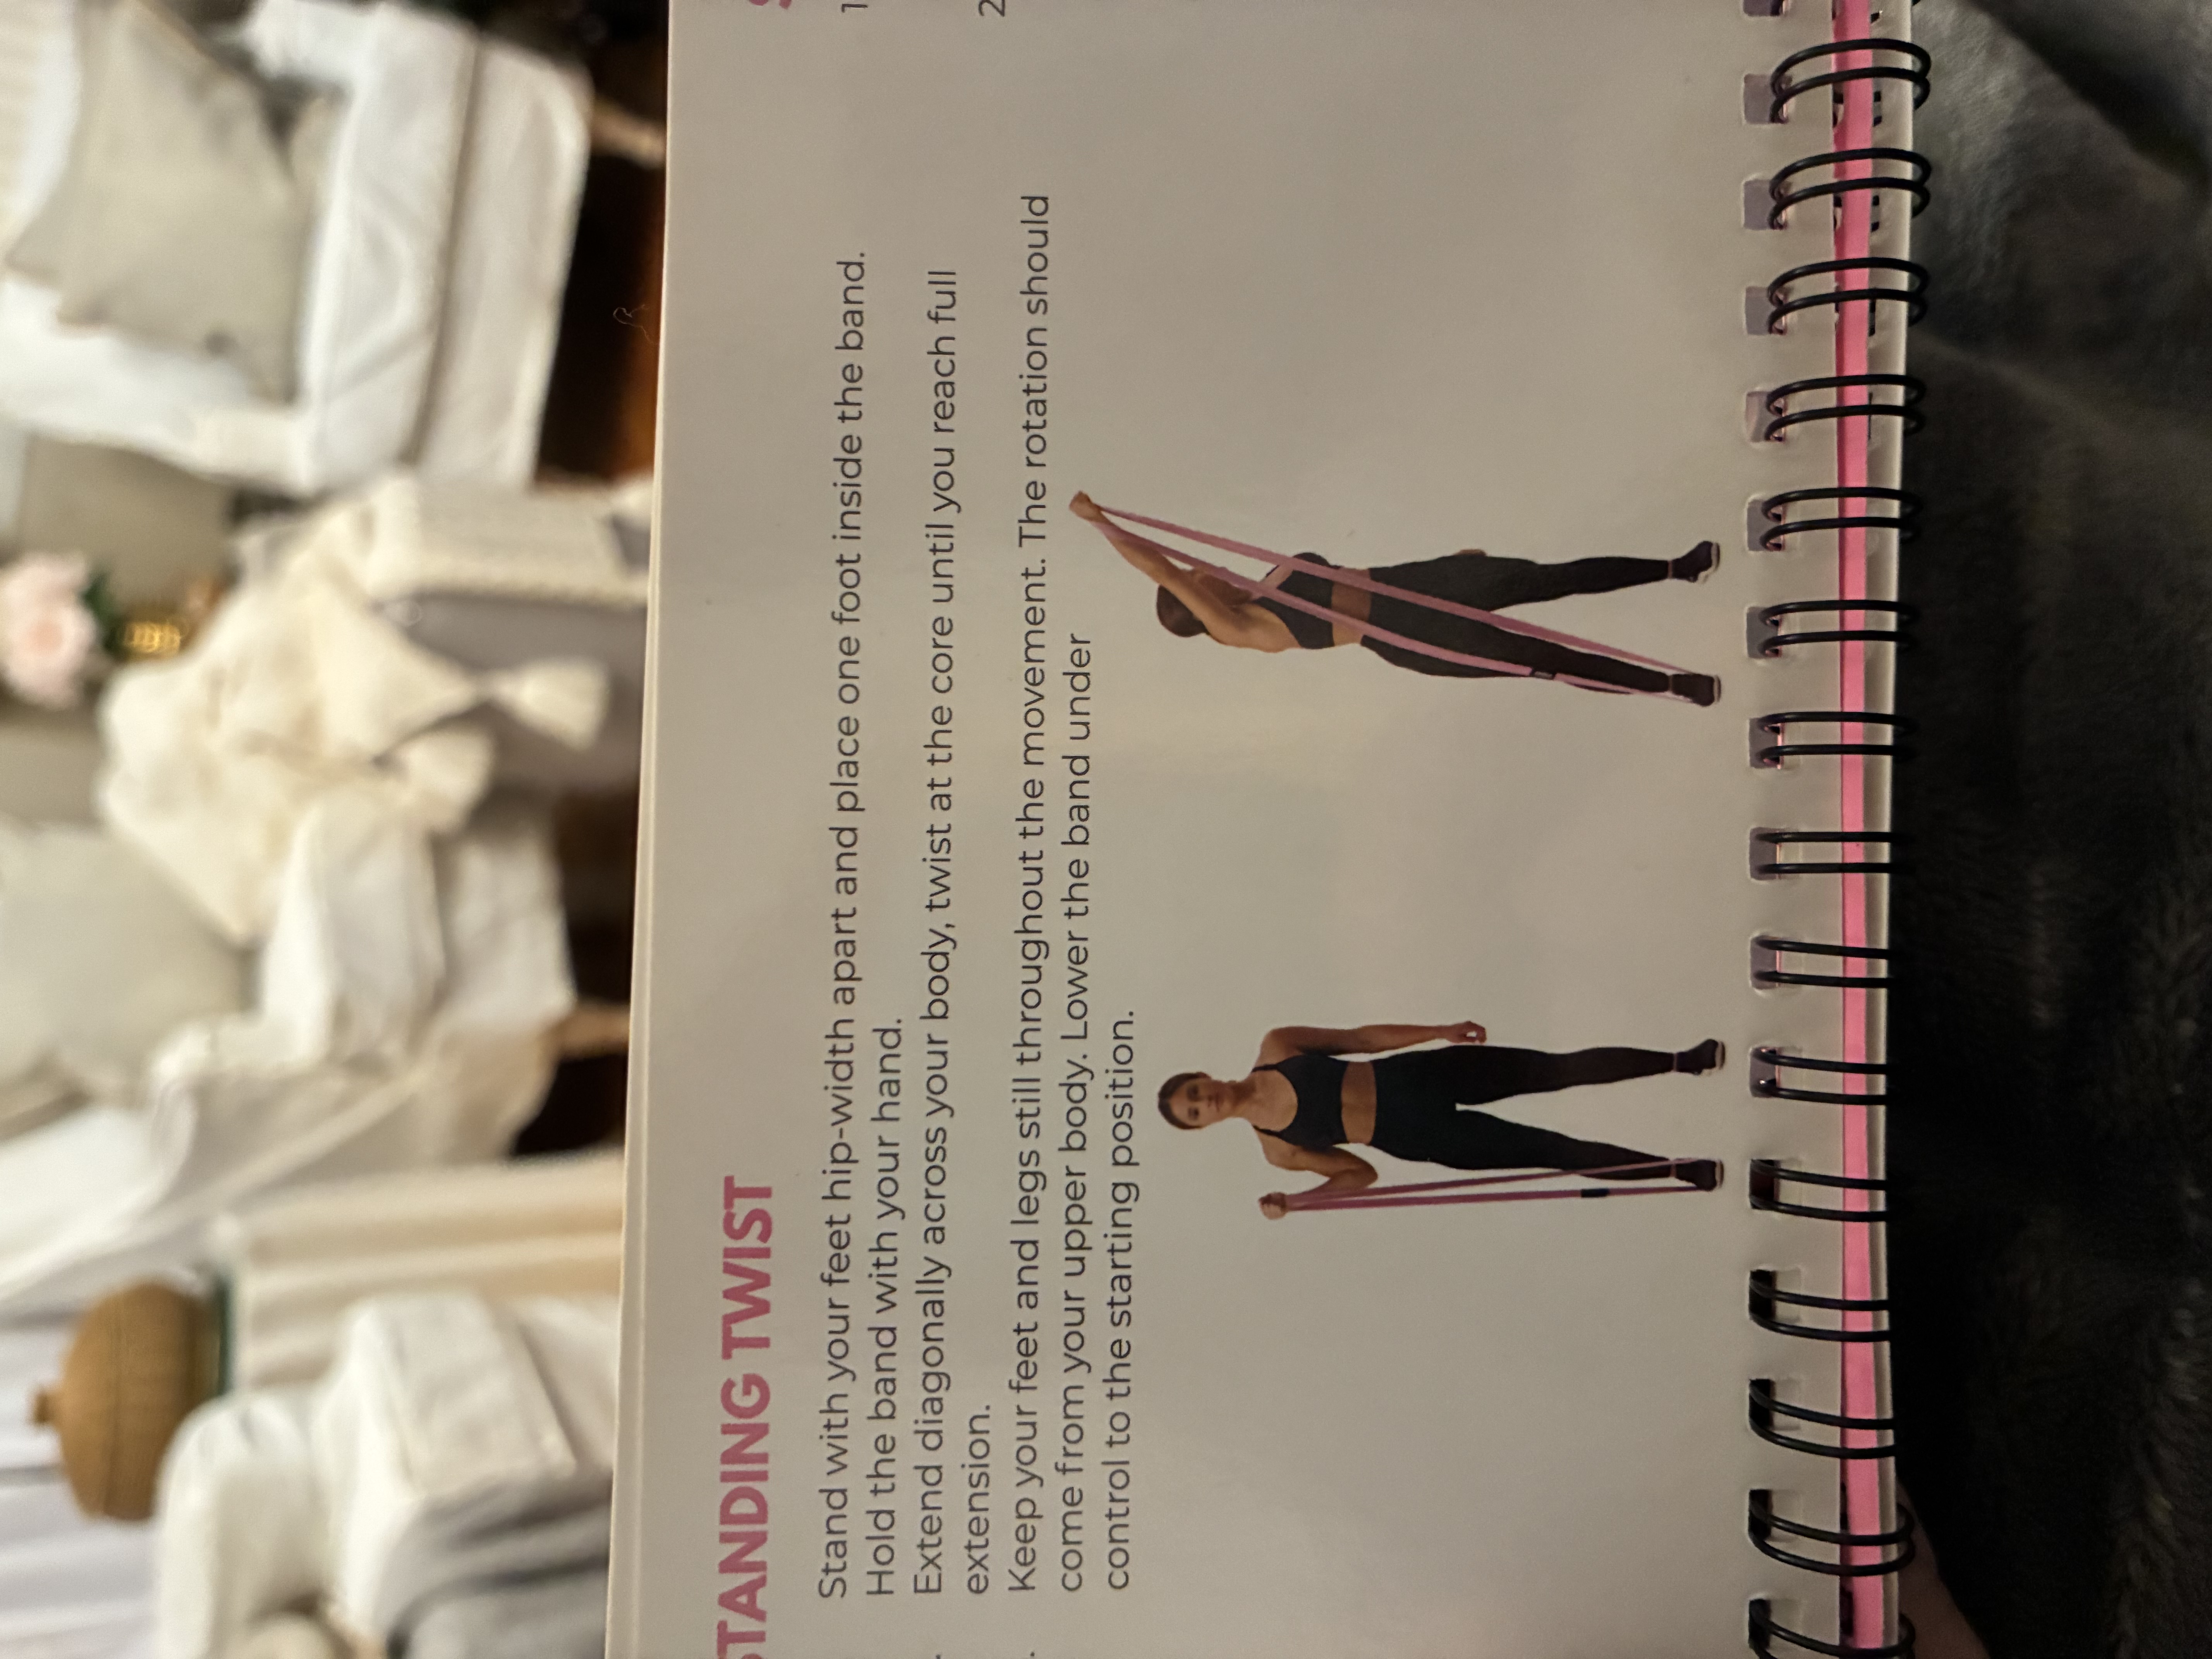 STANDING TWIST
Stand with your feet hip-width apart and place one foot inside the band.
Hold the band with your hand.
Extend diagonally across your body, twist at the core until you reach full
extension.
Keep your feet and legs still throughout the movement. The rotation should
come from your upper body. Lower the band under
control to the starting position.
S
1
2